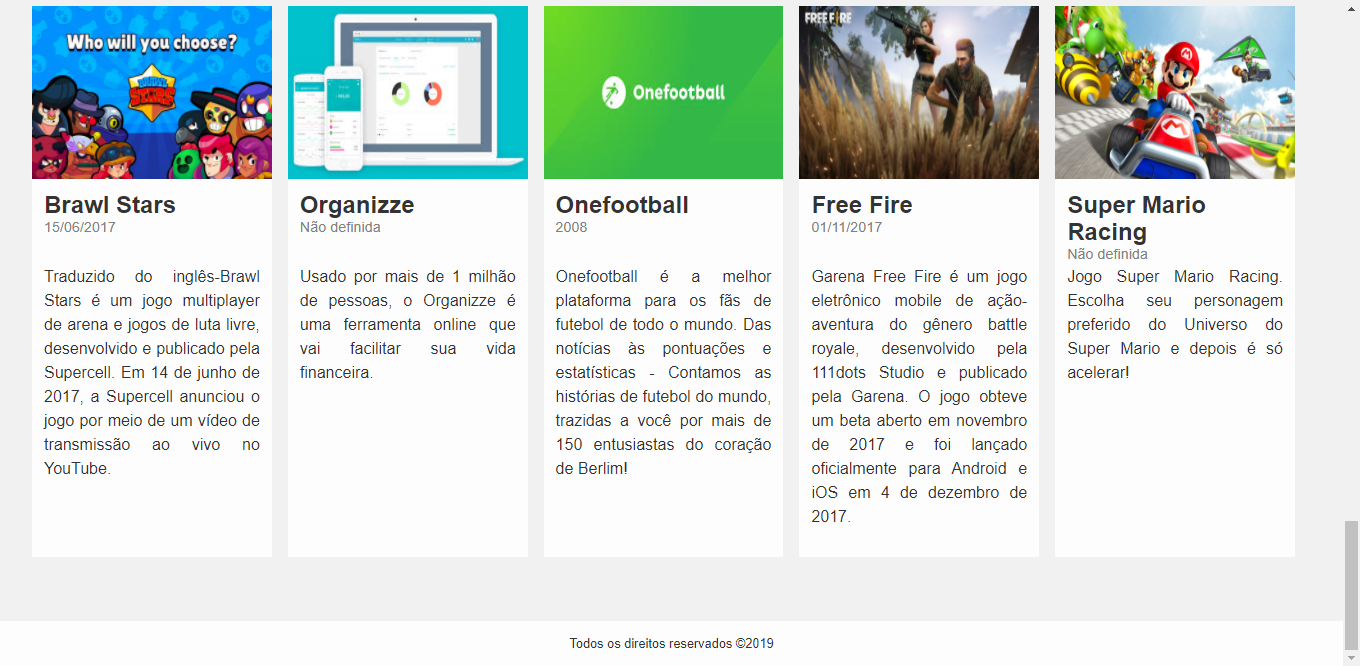 Who will you choose?
BRAWL
STARS
Onefootball
FREE FIRE
Brawl Stars
15/06/2017
Traduzido do inglês-Brawl
Stars é um jogo multiplayer
de arena e jogos de luta livre,
desenvolvido e publicado pela
Supercell. Em 14 de junho de
2017, a Supercell anunciou o
jogo por meio de um vídeo de
transmissão ao vivo no
YouTube.
Organizze
Não definida
Usado por mais de 1 milhão
de pessoas, o Organizze é
uma ferramenta online que
vai facilitar sua vida
financeira.
Onefootball
2008
Onefootball é a melhor
plataforma para os fãs de
futebol de todo o mundo. Das
notícias às pontuações e
estatísticas - Contamos as
histórias de futebol do mundo,
trazidas a você por mais de
150 entusiastas do coração
de Berlim!
Free Fire
01/11/2017
Garena Free Fire é um jogo
eletrônico mobile de ação-
aventura do gênero battle
royale, desenvolvido pela
111dots Studio e publicado
pela Garena. O jogo obteve
um beta aberto em novembro
de 2017 e foi lançado
oficialmente para Android e
iOS em 4 de dezembro de
2017.
Super Mario
Racing
Não definida
Jogo Super Mario Racing.
Escolha seu personagem
preferido do Universo do
Super Mario e depois é só
acelerar!
Todos os direitos reservados ©2019